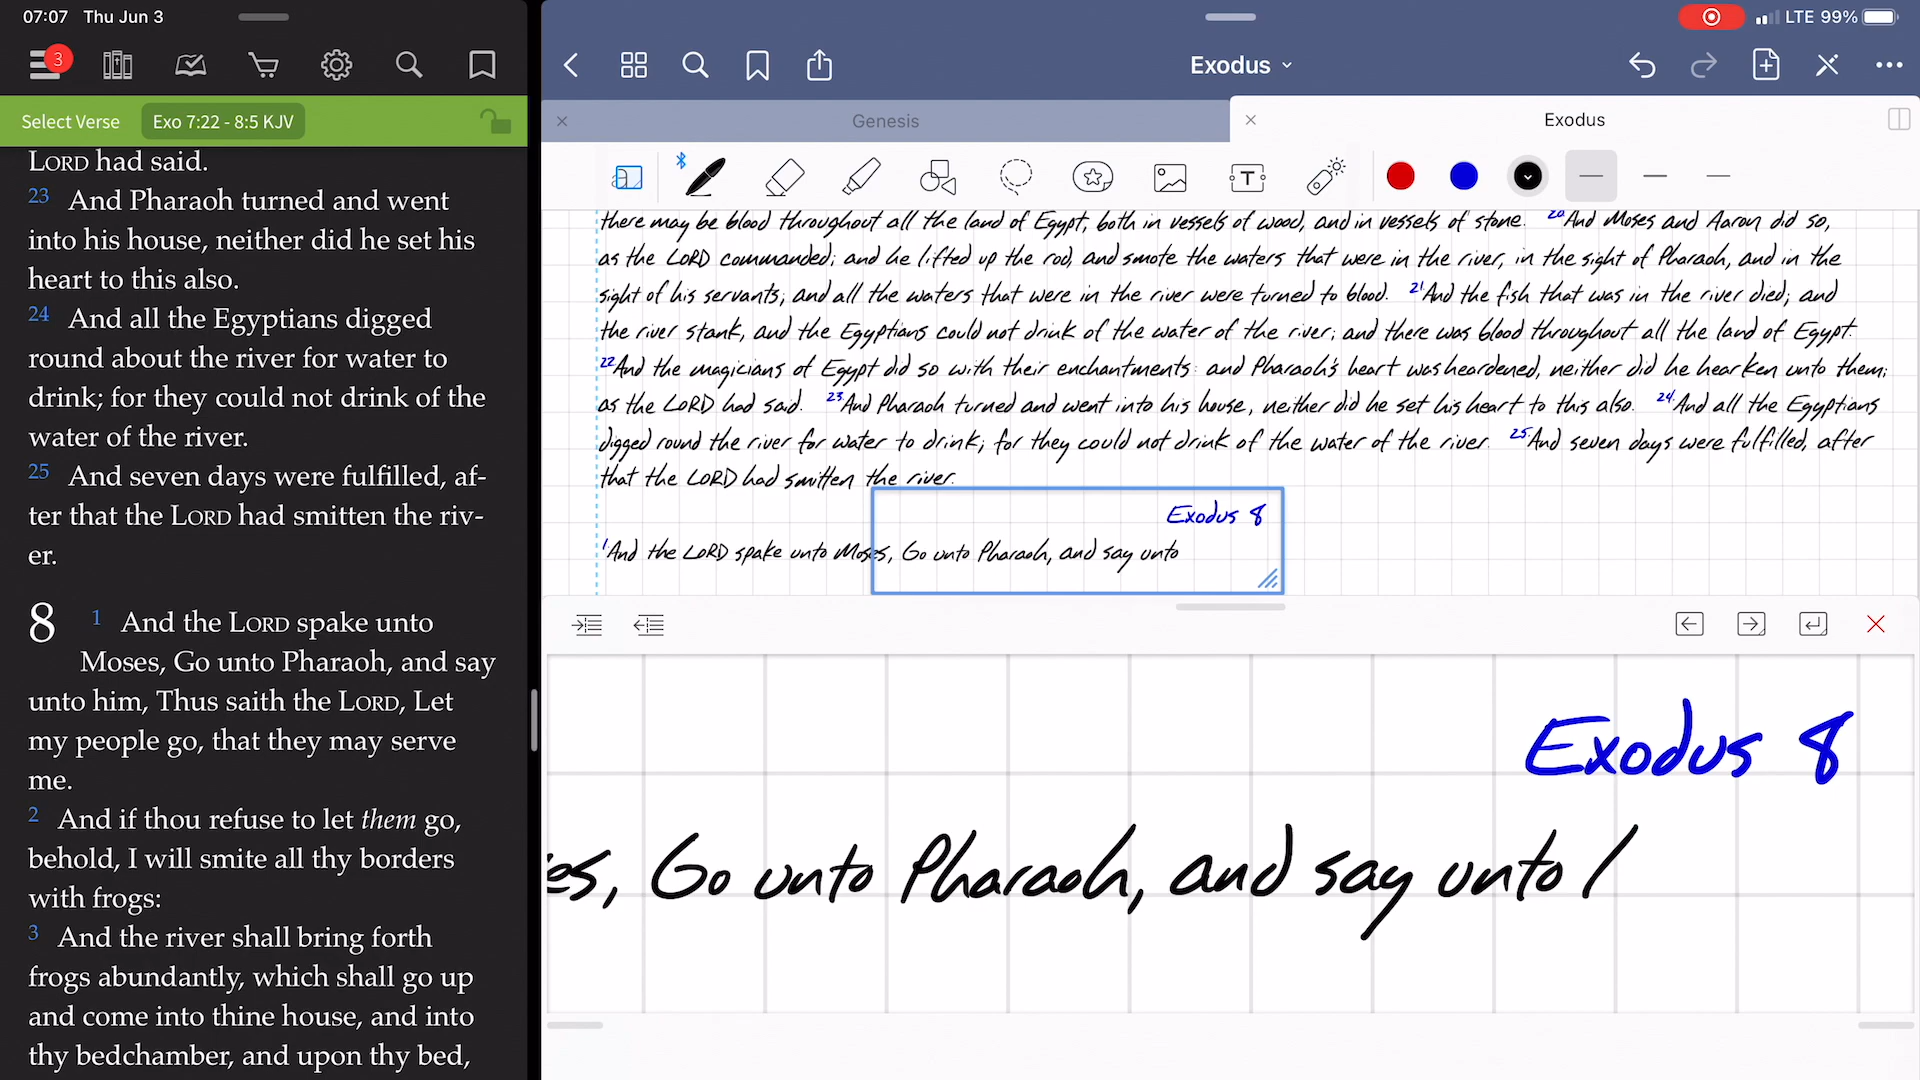 07:07 Thu Jun 3
3
Select Verse Exo 7:22 - 8:5 KJV
LORD had said.
23 And Pharaoh turned and went
into his house, neither did he set his
heart to this also.
24 And all the Egyptians digged
round about the river for water to
drink; for they could not drink of the
water of the river.
25 And seven days were fulfilled, af-
ter that the LORD had smitten the riv-
er.
8 1 And the LORD spake unto
Moses, Go unto Pharaoh, and say
unto him, Thus saith the LORD, Let
my people go, that they may serve
me.
2 And if thou refuse to let them go,
behold, I will smite all thy borders
with frogs:
3 And the river shall bring forth
frogs abundantly, which shall go up
and come into thine house, and into
thy bedchamber, and upon thy bed,
LTE 99%
Exodus
Genesis
Exodus
there may be blood throughout all the land of Egypt, both in vessels of wood, and in vessels of stone. 20 And Moses and Aaron did so,
as the LORD commanded; and he lifted up the rod, and smote the waters that were in the river, in the sight of Pharaoh, and in the
sight of his servants; and all the waters that were in the river were turned to blood. 21 And the fish that was in the river died; and
the river stank, and the Egyptians could not drink of the water of the river; and there was blood throughout all the land of Egypt.
22 And the magicians of Egypt did so with their enchantments: and Pharaoh's heart was heardened, neither did he hearken unto them;
as the LORD had said. 23 And Pharaoh turned and went into his house, neither did he set his heart to this also. 24 And all the Egyptians
digged round the river for water to drink; for they could not drink of the water of the river. 25 And seven days were fulfilled, after
that the LORD had smitten the river.
Exodus 8
1 And the LORD spake unto Moses, Go unto Pharaoh, and say unto
Exodus 8
es, Go unto Pharaoh, and say unto